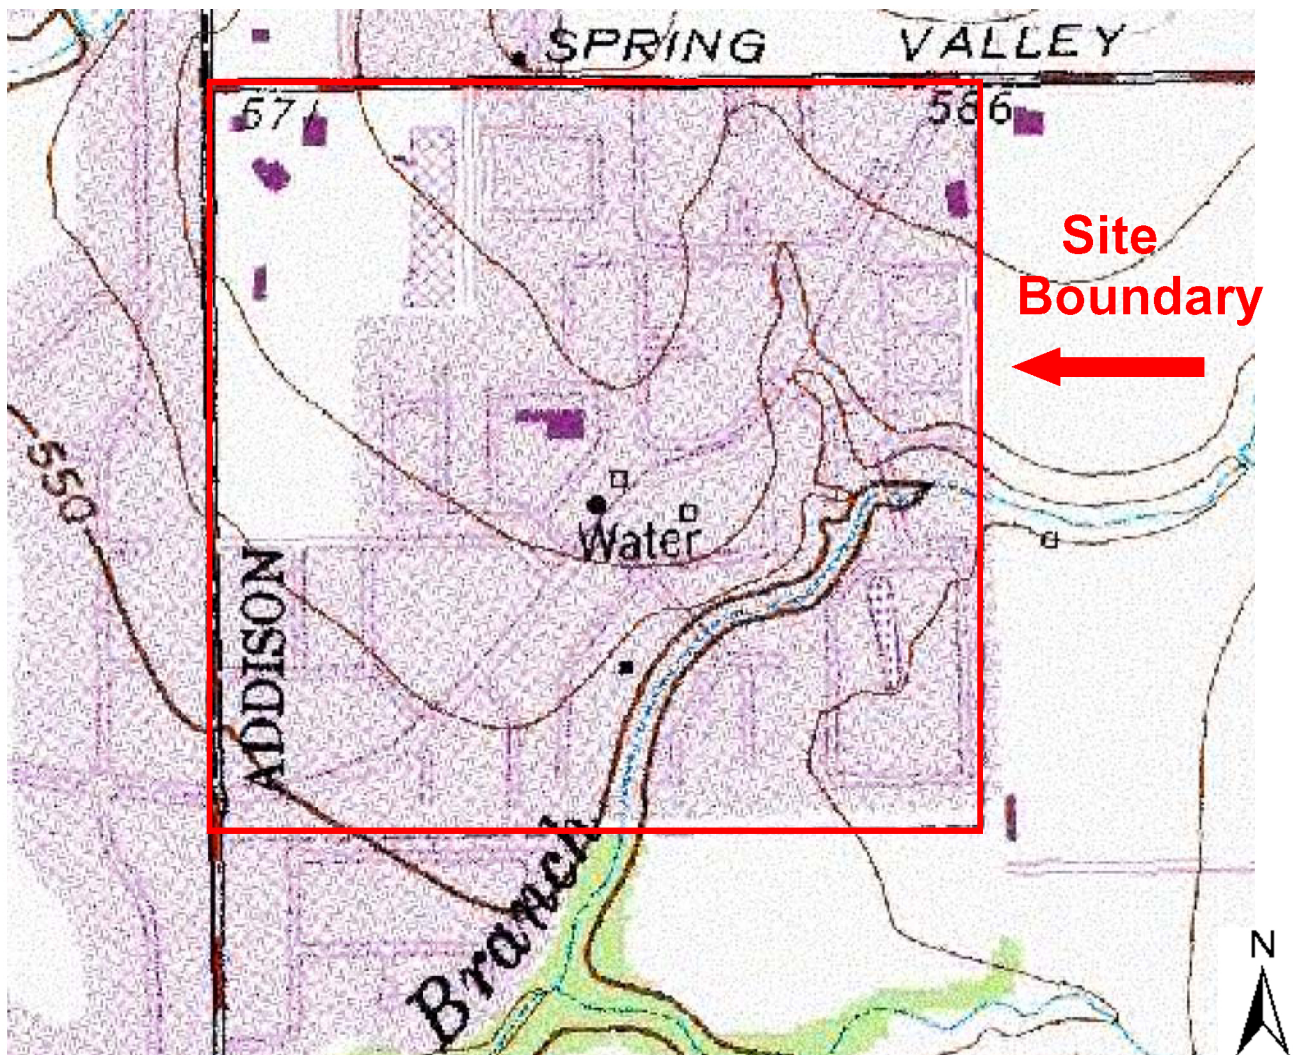 SPRING VALLEY
571
566
Site
Boundary
550
Water
ADDISON
Branch
N